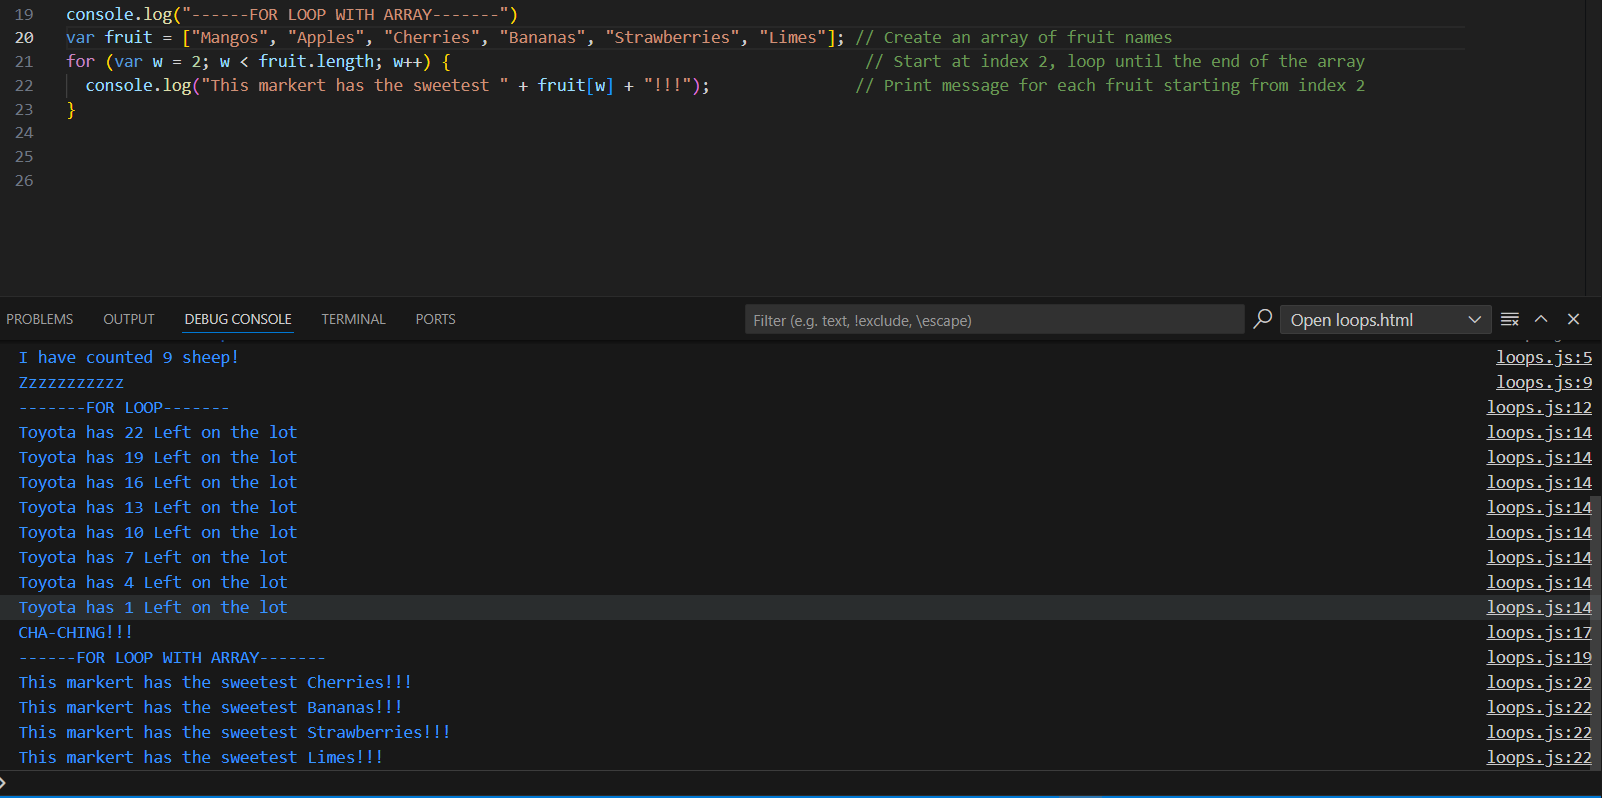 19 console.log("------FOR LOOP WITH ARRAY-------")
20 var fruit = ["Mangos", "Apples", "Cherries", "Bananas", "Strawberries", "Limes"]; // Create an array of fruit names
21 for (var w = 2; w < fruit.length; w++) { // Start at index 2, loop until the end of the array
22 console.log("This markert has the sweetest " + fruit[w] + "!!!"); // Print message for each fruit starting from index 2
23 }
24
25
26
PROBLEMS OUTPUT DEBUG CONSOLE TERMINAL PORTS Filter (e.g. text, !exclude, \escape) Open loops.html
I have counted 9 sheep! loops.js:5
Zzzzzzzzzzz loops.js:9
-------FOR LOOP------- loops.js:12
Toyota has 22 Left on the lot loops.js:14
Toyota has 19 Left on the lot loops.js:14
Toyota has 16 Left on the lot loops.js:14
Toyota has 13 Left on the lot loops.js:14
Toyota has 10 Left on the lot loops.js:14
Toyota has 7 Left on the lot loops.js:14
Toyota has 4 Left on the lot loops.js:14
Toyota has 1 Left on the lot loops.js:14
CHA-CHING!!! loops.js:17
------FOR LOOP WITH ARRAY------- loops.js:19
This markert has the sweetest Cherries!!! loops.js:22
This markert has the sweetest Bananas!!! loops.js:22
This markert has the sweetest Strawberries!!! loops.js:22
This markert has the sweetest Limes!!! loops.js:22